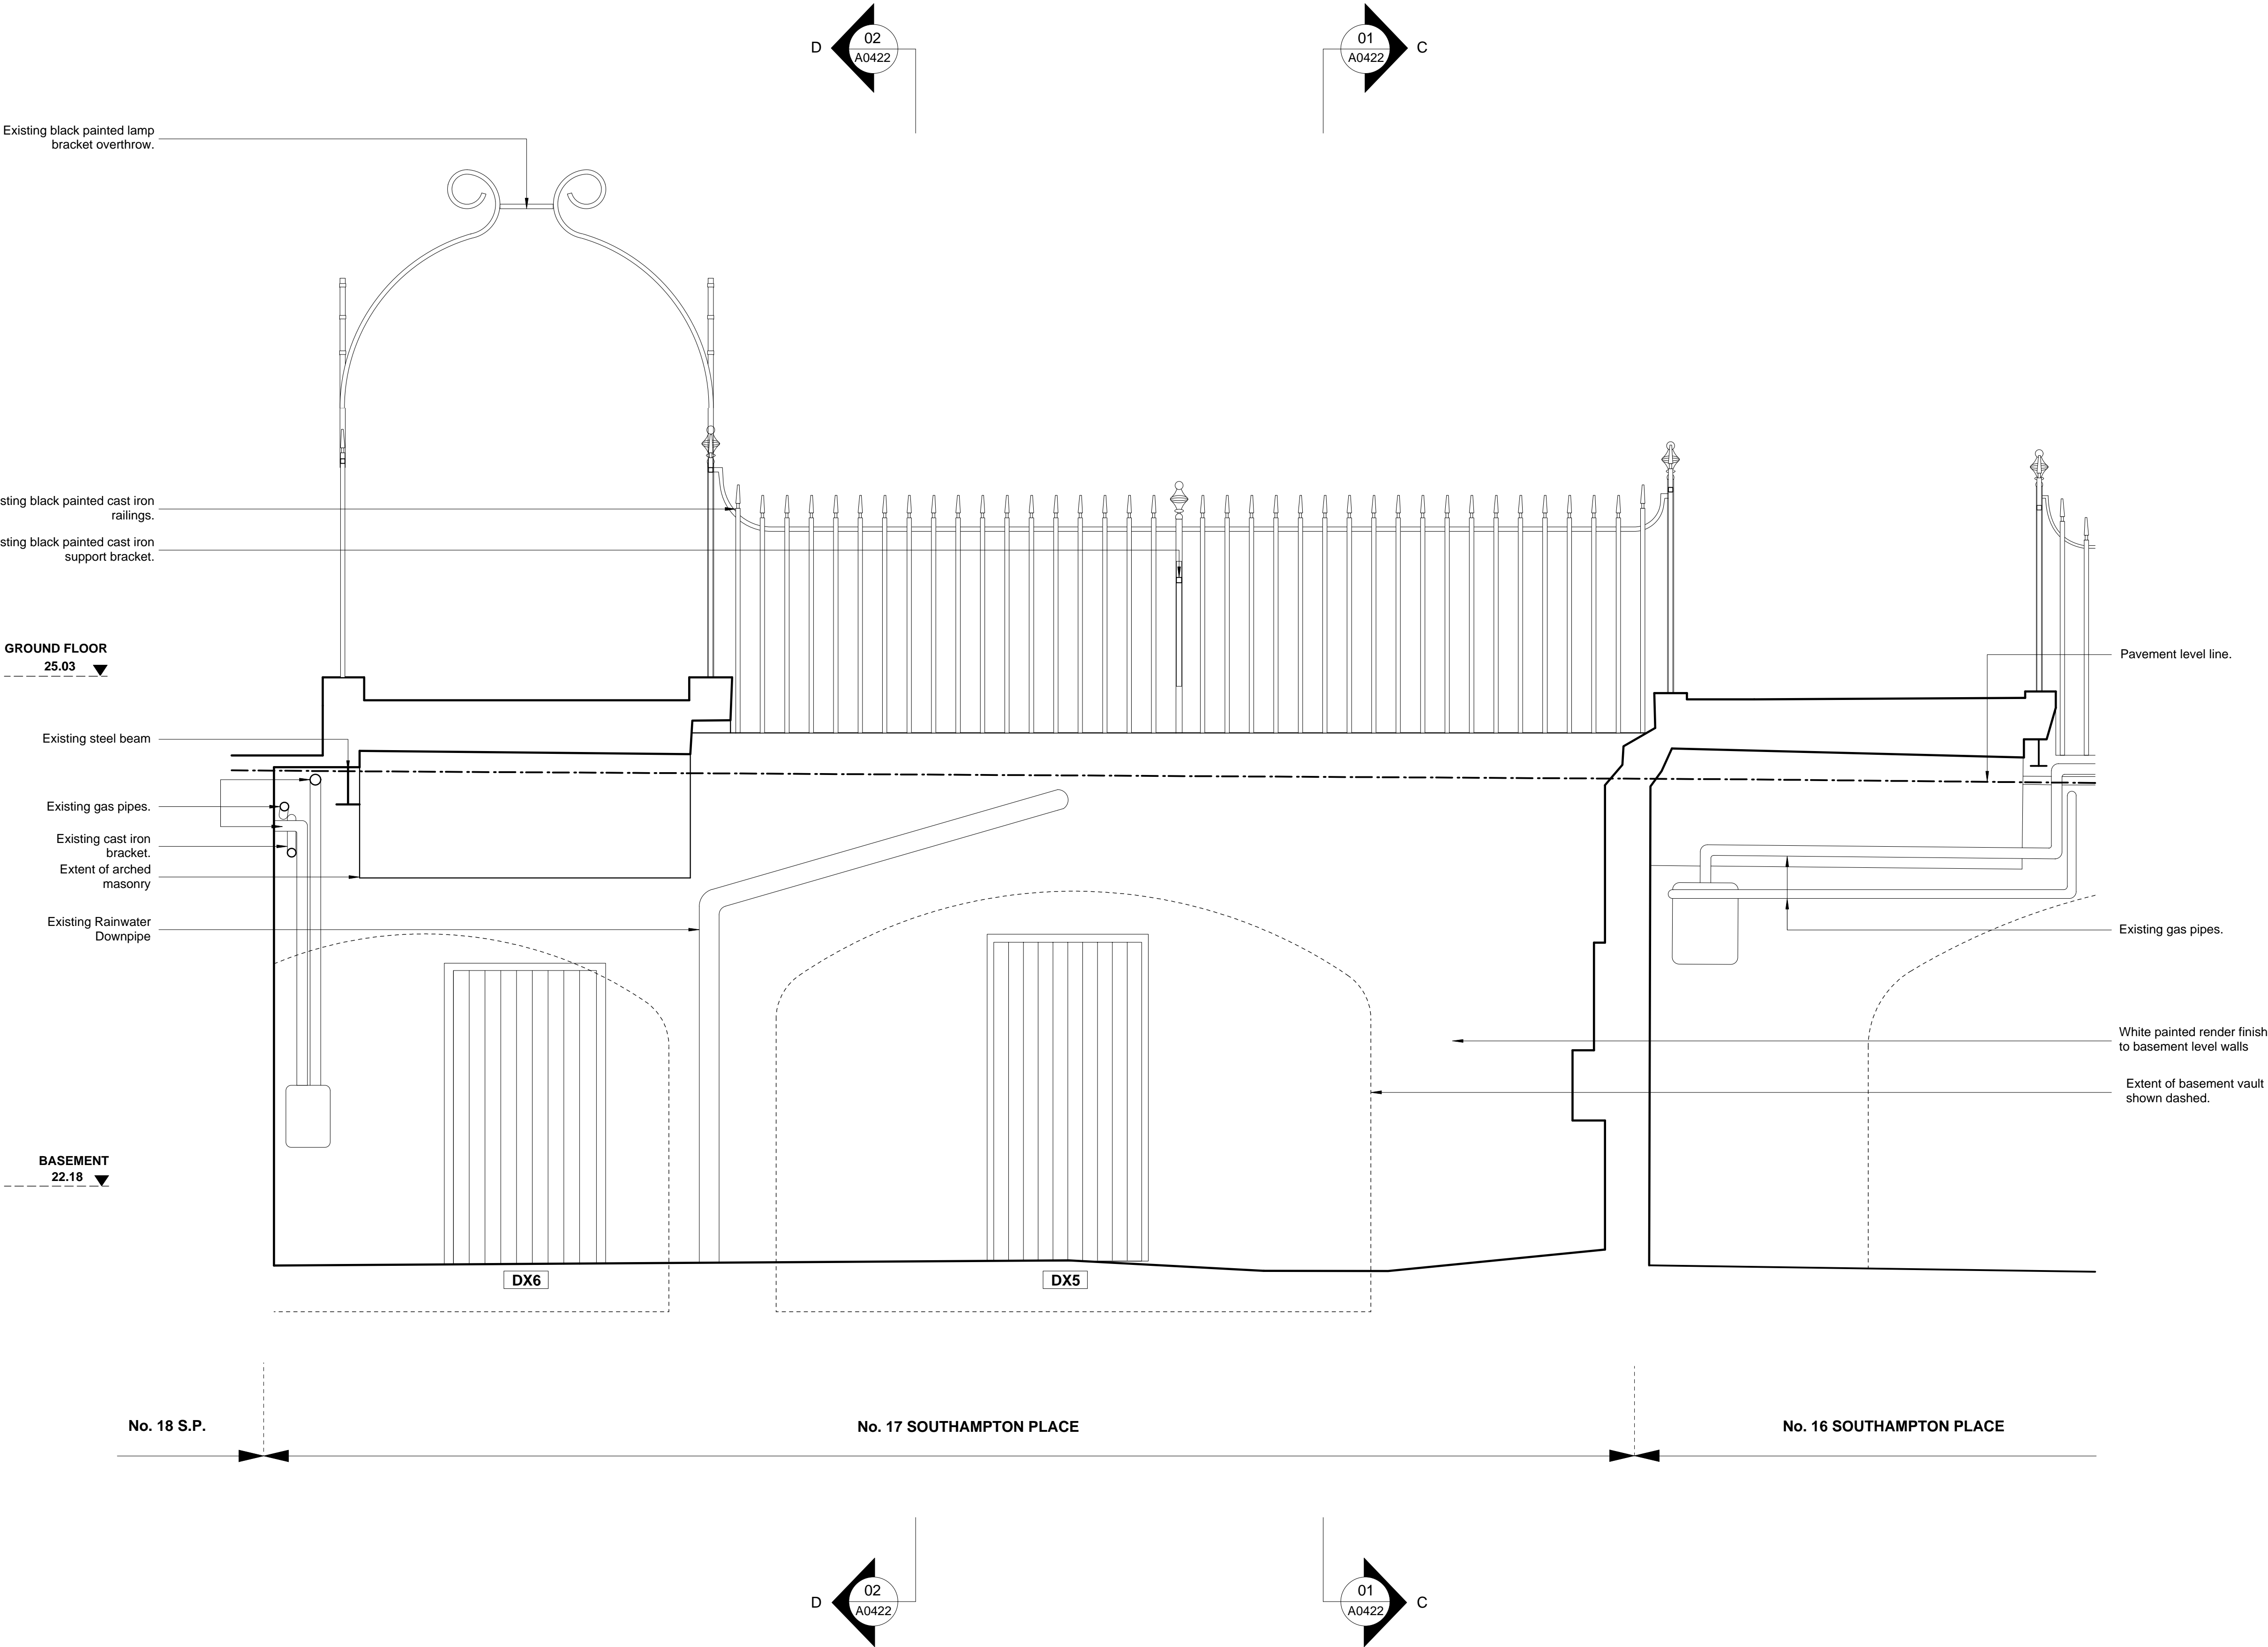 D
02
A0422
01
A0422
C
Existing black painted lamp
bracket overthrow.
sting black painted cast iron
railings.
sting black painted cast iron
support bracket.
GROUND FLOOR
25.03
Pavement level line.
Existing steel beam
Existing gas pipes.
Existing cast iron
bracket.
Extent of arched
masonry
Existing Rainwater
Downpipe
Existing gas pipes.
White painted render finish
to basement level walls
Extent of basement vault
shown dashed.
BASEMENT
22.18
DX6
DX5
No. 18 S.P.
No. 17 SOUTHAMPTON PLACE
No. 16 SOUTHAMPTON PLACE
D
02
A0422
01
A0422
C